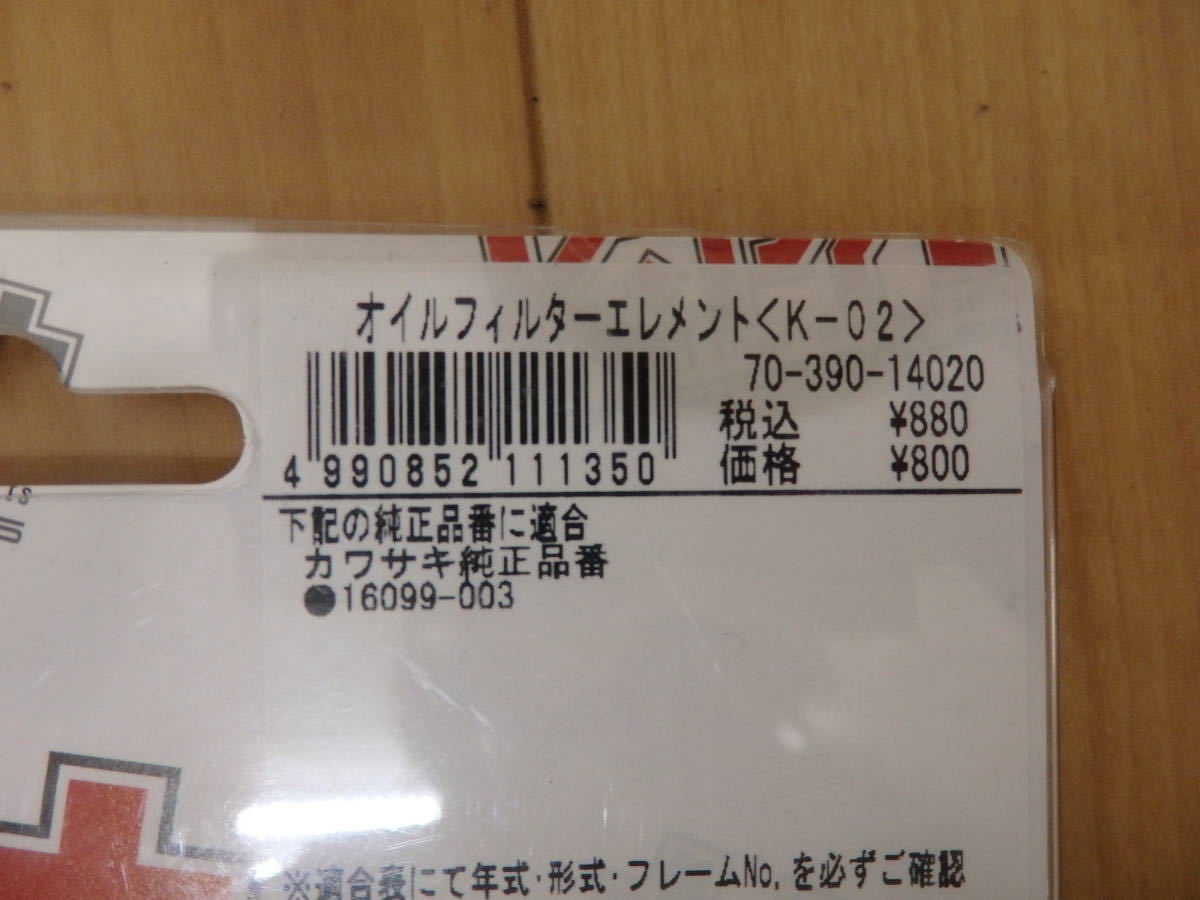 オイルフィルターエレメント<K-02>
70-390-14020
税込 ¥880
価格 ¥800
4 990852 111350
下記の純正品番に適合
カワサキ純正品番
●16099-003
※適合表にて年式・形式・フレームNo,を必ずご確認